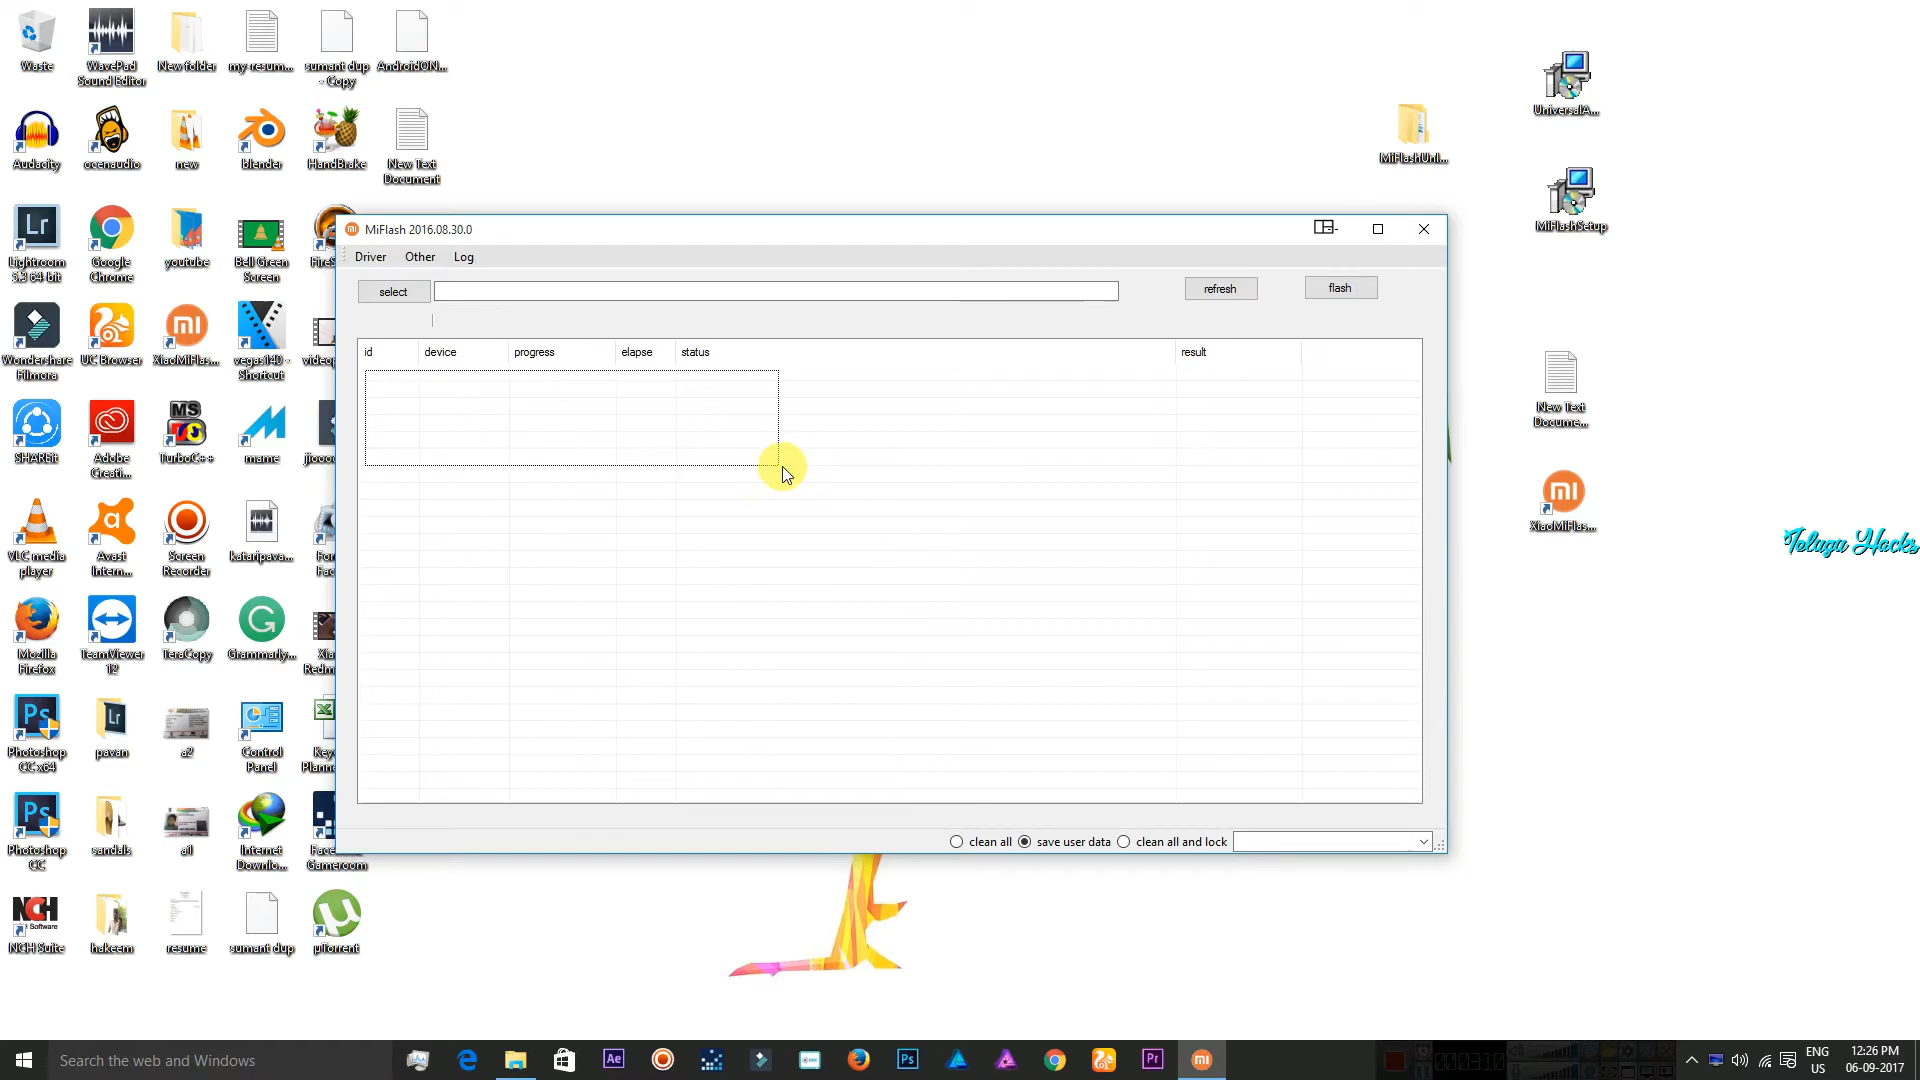 Waste
WavePad
Sound Editor
New folder
my-resum...
sumant dup
- Copy
AndroidON...
Audacity
ocenaudio
new
blender
HandBrake
New Text
Document
MiFlashUnl...
UniversalA...
MiFlashSetup
Lightroom
5.3 64-bit
Google
Chrome
youtube
Bell Green
Screen
MiFlash 2016.08.30.0
Driver
Other
Log
select
refresh
flash
id
device
progress
elapse
status
result
Wondershare
Filmora
UC Browser
XiaoMiFlas...
vegas140 -
Shortcut
SHAREit
Adobe
Creati...
MS
TurboC++
mame
New Text
Docume...
VLC media
player
Avast
Intern...
Screen
Recorder
kataripava...
XiaoMiFlas...
Telugu Hacks
Mozilla
Firefox
TeamViewer
12
TeraCopy
Grammarly...
Photoshop
CC x64
pavan
a2
Control
Panel
Photoshop
CC
sandals
a1
Internet
Downlo...
Gameroom
clean all
save user data
clean all and lock
NCH
Software
NCH Suite
hakeem
resume
sumant dup
µTorrent
Search the web and Windows
ENG
US
12:26 PM
06-09-2017